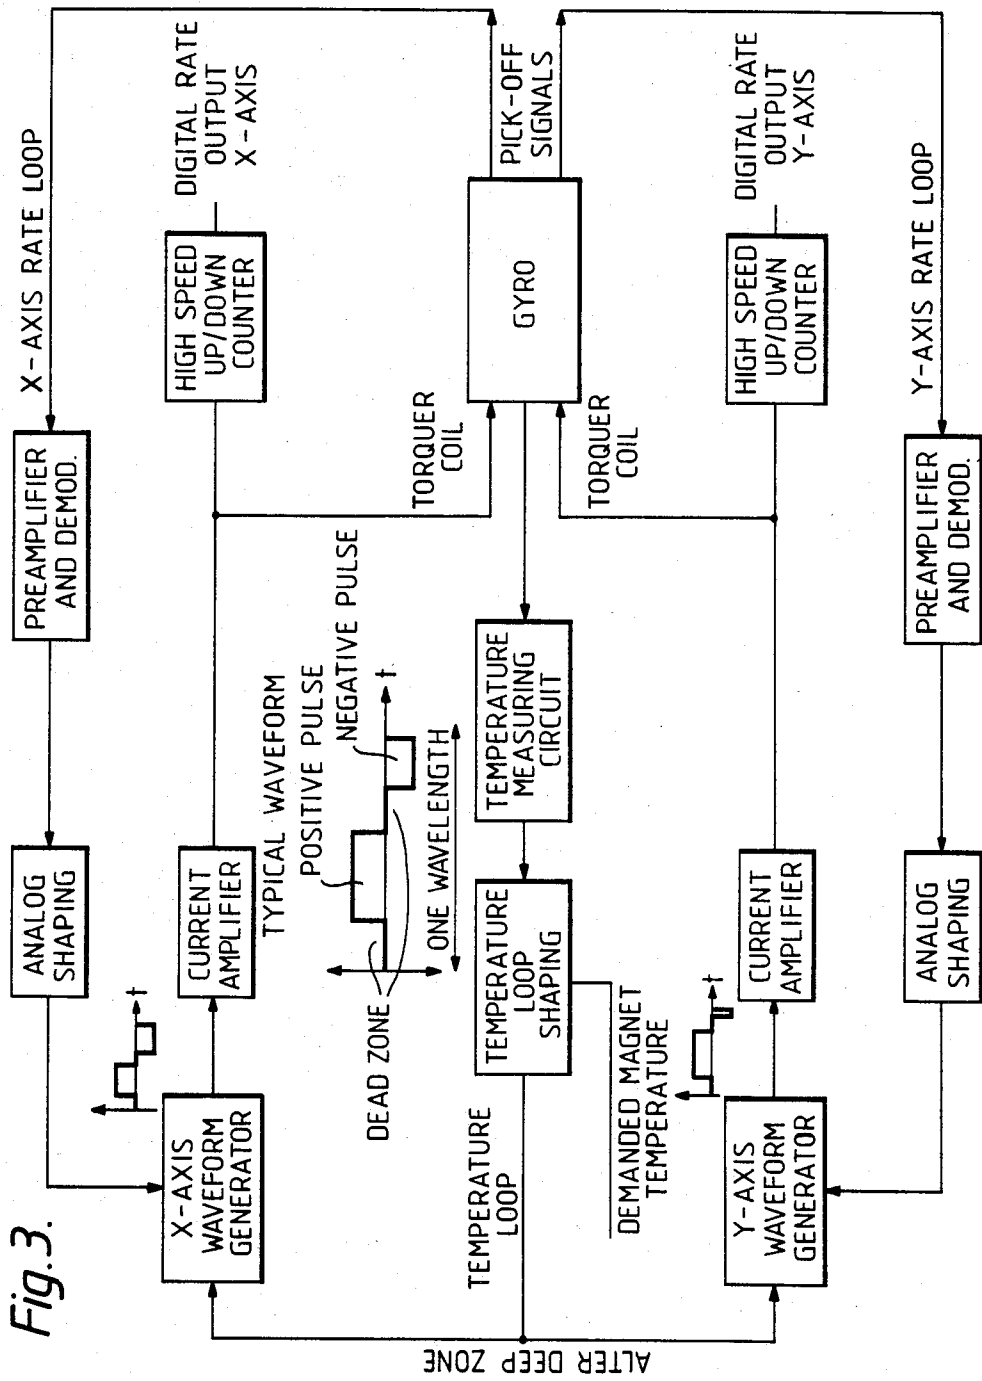 Fig.3.
X-AXIS RATE LOOP
PREAMPLIFIER
AND DEMOD.
ANALOG
SHAPING
X-AXIS
WAVEFORM
GENERATOR
t
CURRENT
AMPLIFIER
HIGH SPEED
UP/DOWN
COUNTER
DIGITAL RATE
OUTPUT
X-AXIS
TYPICAL WAVEFORM
POSITIVE PULSE
NEGATIVE PULSE
t
DEAD ZONE
ONE WAVELENGTH
TORQUER
COIL
PICK-OFF
SIGNALS
GYRO
TEMPERATURE
MEASURING
CIRCUIT
TEMPERATURE
LOOP
SHAPING
TEMPERATURE
LOOP
DEMANDED MAGNET
TEMPERATURE
ALTER DEEP ZONE
TORQUER
COIL
Y-AXIS
WAVEFORM
GENERATOR
t
CURRENT
AMPLIFIER
HIGH SPEED
UP/DOWN
COUNTER
DIGITAL RATE
OUTPUT
Y-AXIS
ANALOG
SHAPING
PREAMPLIFIER
AND DEMOD.
Y-AXIS RATE LOOP